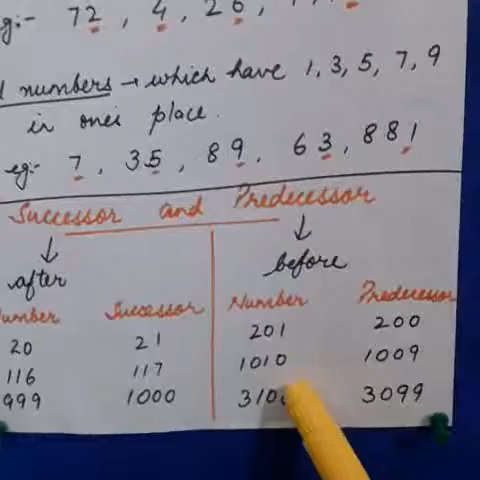 eg:- 72 , 4 , 26 ,
numbers → which have 1, 3, 5, 7, 9
in ones place.
eg:- 7 , 35 , 89 , 63 , 881
Successor and Predecessor
↓ ↓
after before
Number Successor Number Predecessor
20 21 201 200
116 117 1010 1009
999 1000 3099